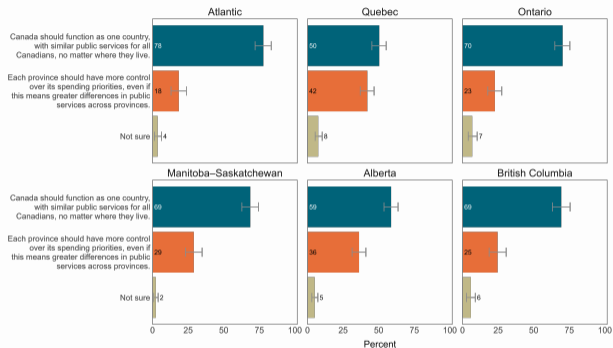 Atlantic Quebec Ontario
Canada should function as one country,
with similar public services for all
Canadians, no matter where they live.
78 50 70
Each province should have more control
over its spending priorities, even if
this means greater differences in public
services across provinces.
18 42 23
Not sure 4 8 7
Manitoba–Saskatchewan Alberta British Columbia
Canada should function as one country,
with similar public services for all
Canadians, no matter where they live.
69 59 69
Each province should have more control
over its spending priorities, even if
this means greater differences in public
services across provinces.
29 36 25
Not sure 2 5 6
0 25 50 75 100 0 25 50 75 100 0 25 50 75 100
Percent